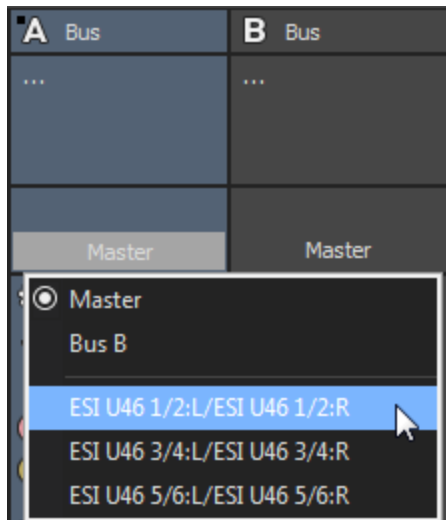 A Bus
B Bus
...
...
Master
Master
Master
Bus B
ESI U46 1/2:L/ESI U46 1/2:R
ESI U46 3/4:L/ESI U46 3/4:R
ESI U46 5/6:L/ESI U46 5/6:R